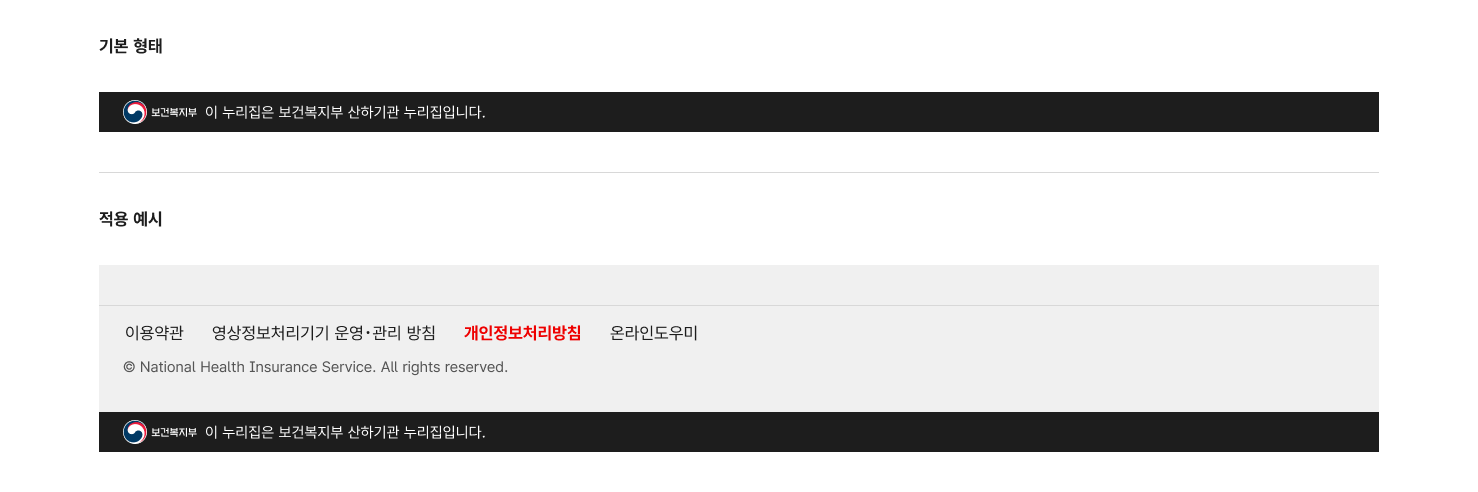 기본 형태
보건복지부 이 누리집은 보건복지부 산하기관 누리집입니다.
적용 예시
이용약관 영상정보처리기기 운영·관리 방침 개인정보처리방침 온라인도우미
© National Health Insurance Service. All rights reserved.
보건복지부 이 누리집은 보건복지부 산하기관 누리집입니다.